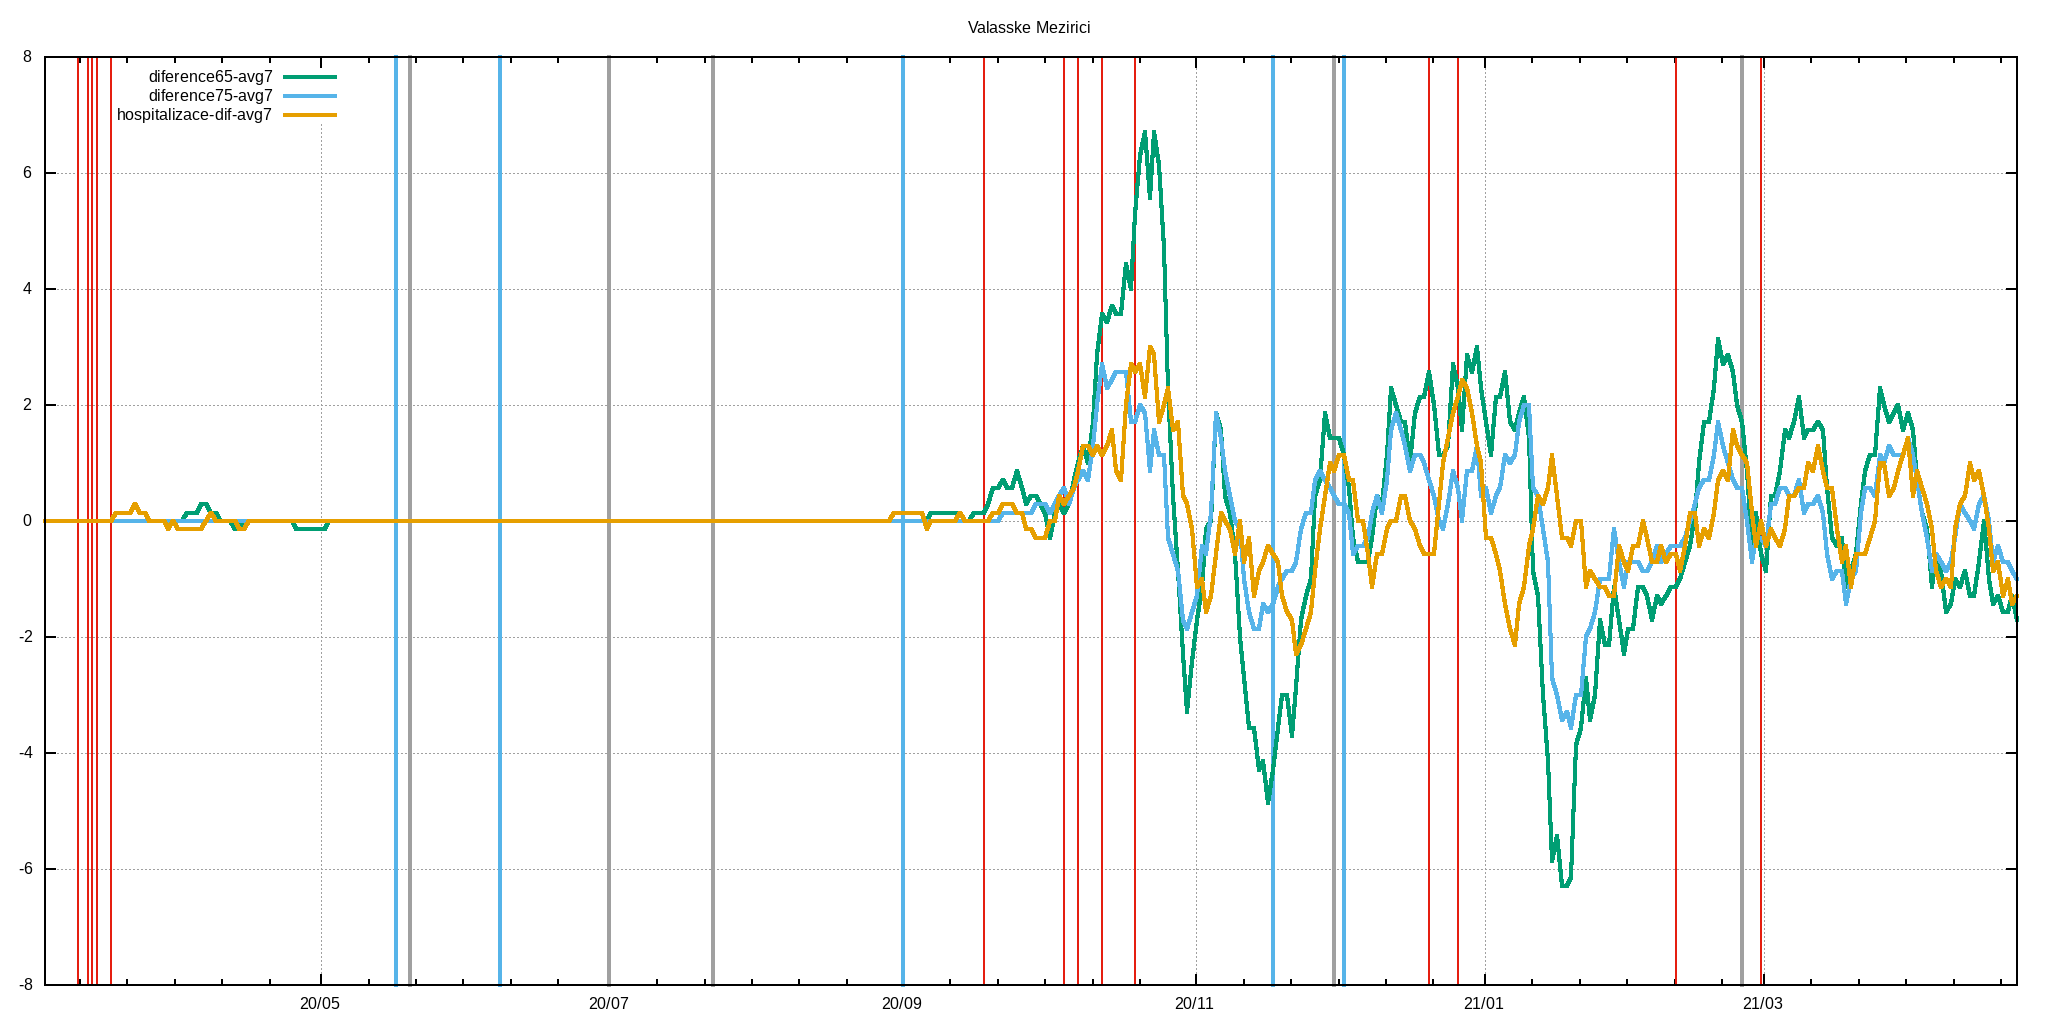 Valasske Mezirici
8
diference65-avg7
diference75-avg7
hospitalizace-dif-avg7
6
4
2
0
-2
-4
-6
-8
20/05 20/07 20/09 20/11 21/01 21/03